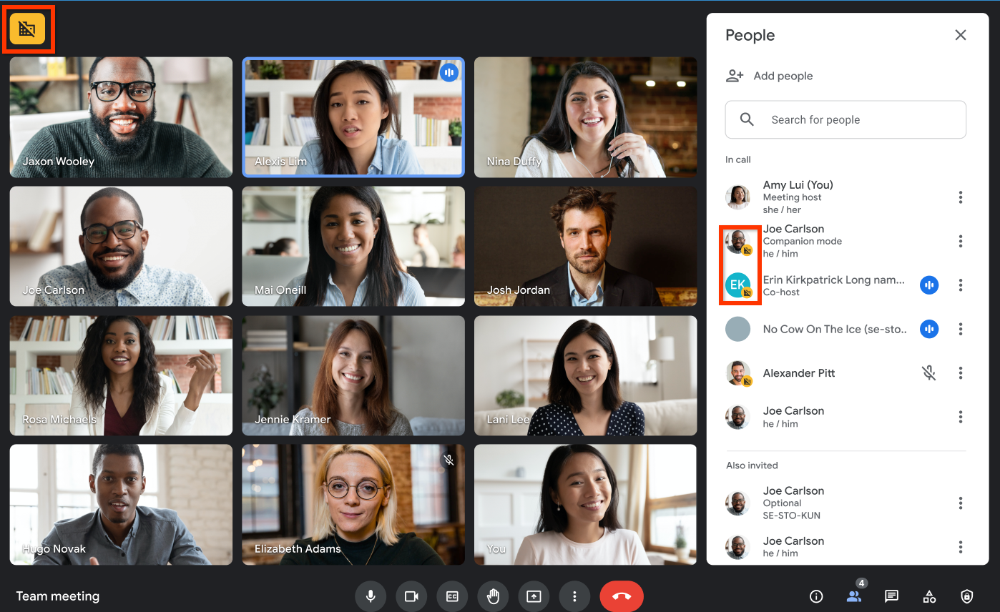 Jaxon Wooley
Alexis Lim
Nina Duffy
Joe Carlson
Mai Oneill
Josh Jordan
Rosa Michaels
Jennie Kramer
Lani Lee
Hugo Novak
Elizabeth Adams
You
Team meeting
CC
People
Add people
Search for people
In call
Amy Lui (You)
Meeting host
she / her
Joe Carlson
Companion mode
he / him
EK
Erin Kirkpatrick Long nam...
Co-host
No Cow On The Ice (se-sto..
Alexander Pitt
Joe Carlson
he / him
Also invited
Joe Carlson
Optional
SE-STO-KUN
Joe Carlson
he / him
4